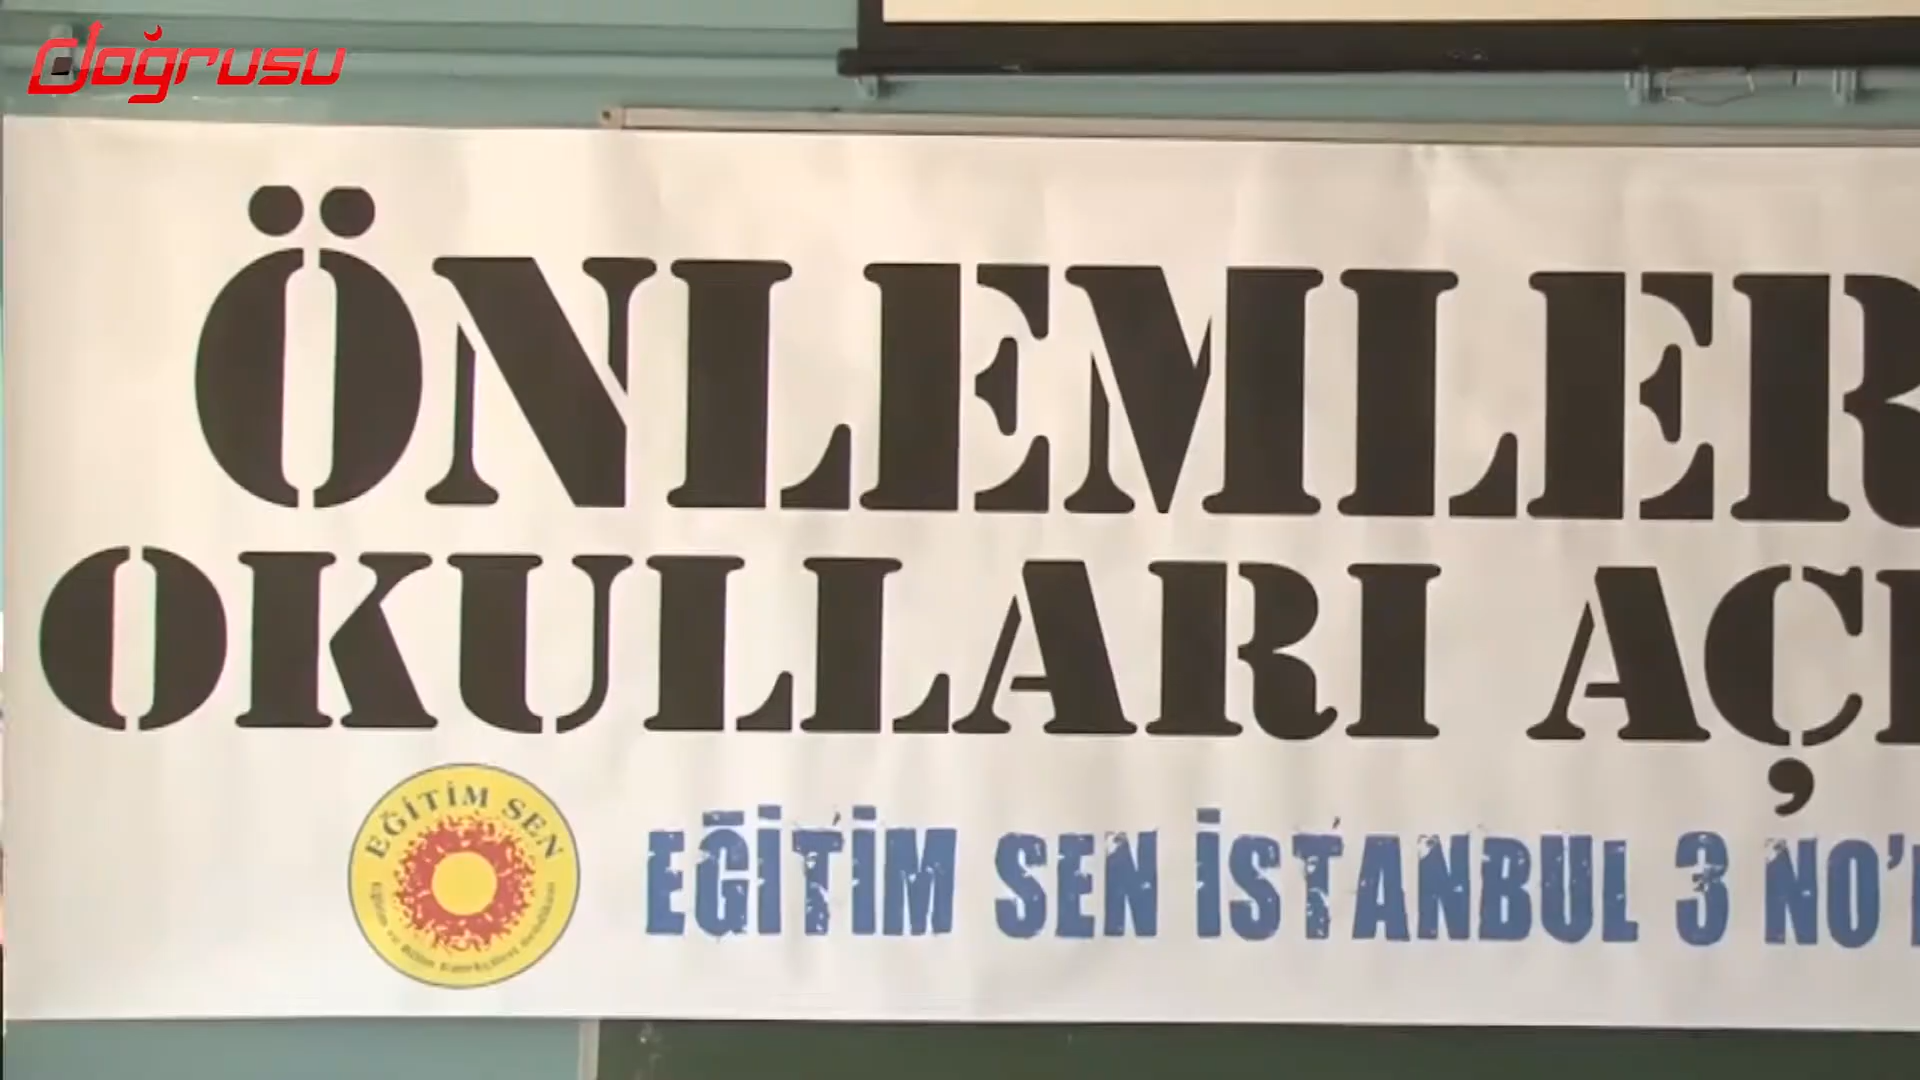 doğrusu
ÖNLEMLER
OKULLARI AÇI
EĞİTİM SEN
EĞİTİM SEN İSTANBUL 3 NO'